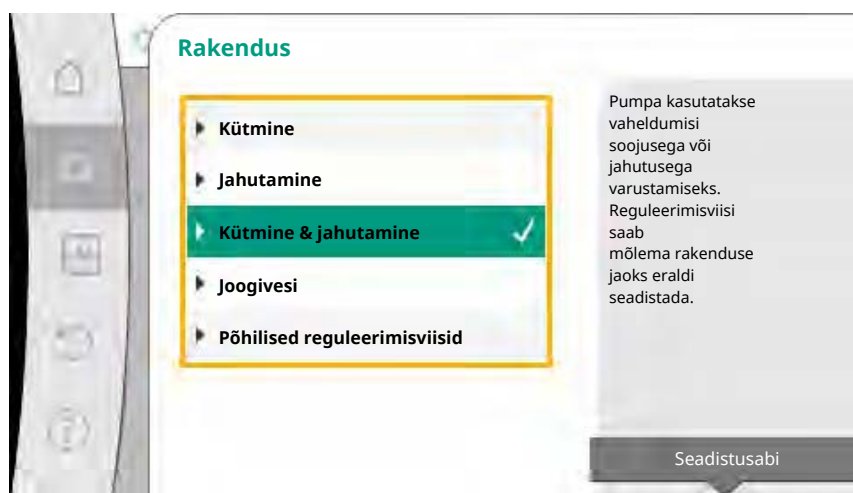 Rakendus
Kütmine
Jahutamine
Kütmine & jahutamine
Joogivesi
Põhilised reguleerimisviisid
Pumpa kasutatakse
vaheldumisi
soojusega või
jahutusega
varustamiseks.
Reguleerimisviisi
saab
mõlema rakenduse
jaoks eraldi
seadistada.
Seadistusabi